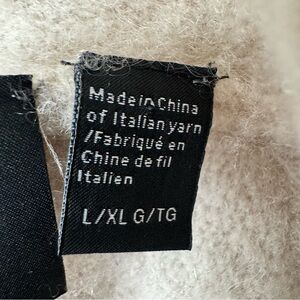 Made in China
of Italian yarn
/Fabriqué en
Chine de fil
Italien
L/XL G/TG